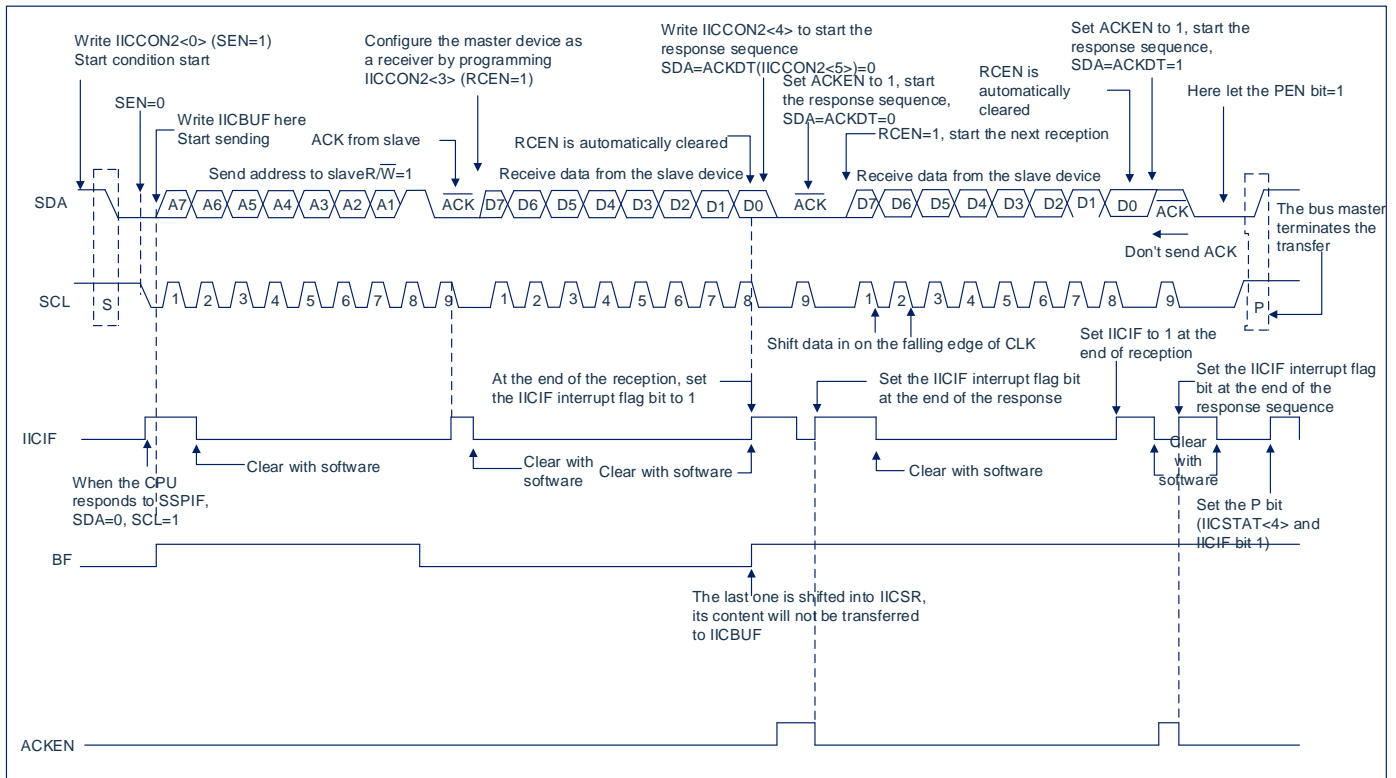 Write IICCON2<0> (SEN=1)
Start condition start
SEN=0
Write IICBUF here
Start sending
Configure the master device as
a receiver by programming
IICCON2<3> (RCEN=1)
ACK from slave
Write IICCON2<4> to start the
response sequence
SDA=ACKDT(IICCON2<5>)=0
Set ACKEN to 1, start
the response sequence,
SDA=ACKDT=0
RCEN is automatically cleared
RCEN=1, start the next reception
RCEN is
automatically
cleared
Set ACKEN to 1, start the
response sequence,
SDA=ACKDT=1
Here let the PEN bit=1
Send address to slaveR/W=1
Receive data from the slave device
Receive data from the slave device
SDA
A7 A6 A5 A4 A3 A2 A1 ACK D7 D6 D5 D4 D3 D2 D1 D0 ACK D7 D6 D5 D4 D3 D2 D1 D0 ACK
The bus master
terminates the
transfer
Don't send ACK
SCL
S 1 2 3 4 5 6 7 8 9 1 2 3 4 5 6 7 8 9 1 2 3 4 5 6 7 8 9 P
Shift data in on the falling edge of CLK
Set IICIF to 1 at the
end of reception
At the end of the reception, set
the IICIF interrupt flag bit to 1
Set the IICIF interrupt flag bit
at the end of the response
Set the IICIF interrupt flag
bit at the end of the
response sequence
IICIF
When the CPU
responds to SSPIF,
SDA=0, SCL=1
Clear with software
Clear with
software
Clear with software
Clear with software
Clear
with
software
Set the P bit
(IICSTAT<4> and
IICIF bit 1)
BF
The last one is shifted into IICSR,
its content will not be transferred
to IICBUF
ACKEN